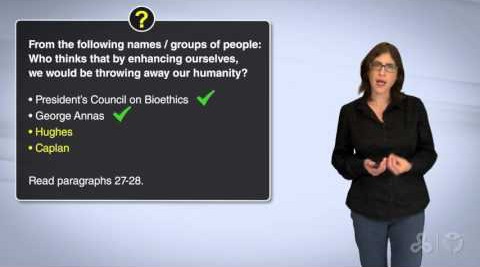 ?
From the following names / groups of people:
Who thinks that by enhancing ourselves,
we would be throwing away our humanity?
• President's Council on Bioethics
• George Annas
• Hughes
• Caplan
Read paragraphs 27-28.